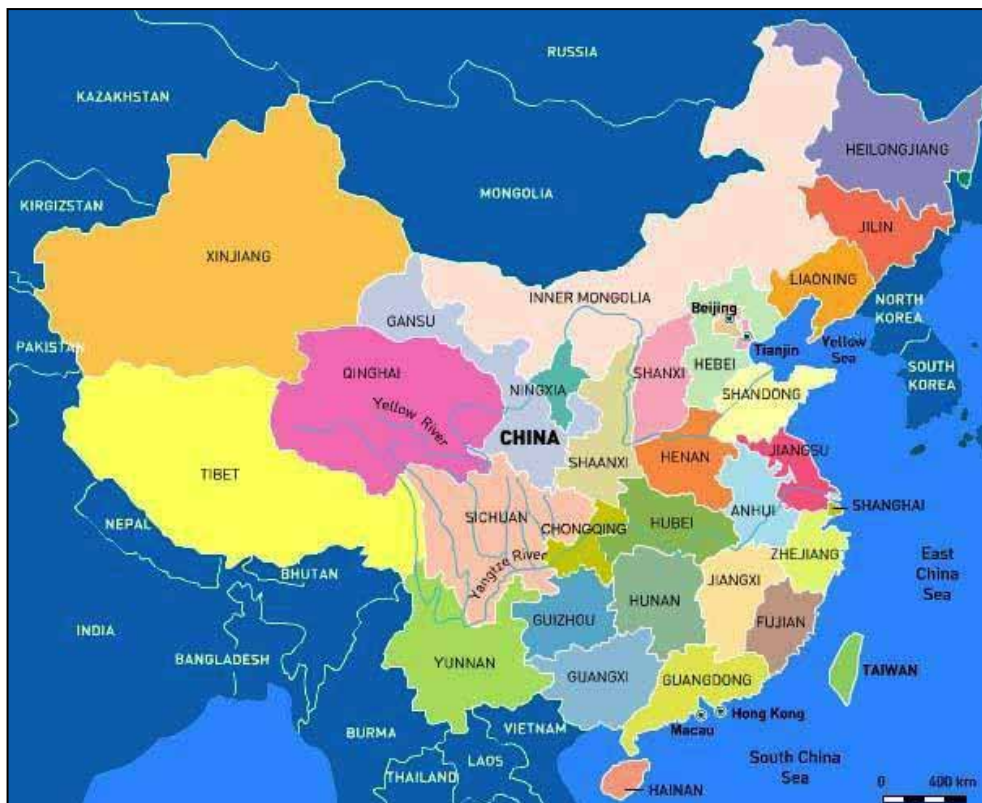 RUSSIA
KAZAKHSTAN
HEILONGJIANG
MONGOLIA
KIRGIZSTAN
JILIN
XINJIANG
LIAONING
INNER MONGOLIA
NORTH
KOREA
Beijing
GANSU
Tianjin
Yellow
Sea
PAKISTAN
QINGHAI
SHANXI
HEBEI
SOUTH
KOREA
NINGXIA
SHANDONG
Yellow River
CHINA
JIANGSU
HENAN
SHAANXI
TIBET
SHANGHAI
ANHUI
SICHUAN
CHONGQING
HUBEI
NEPAL
ZHEJIANG
East
China
Sea
Yangtze River
BHUTAN
JIANGXI
HUNAN
GUIZHOU
FUJIAN
INDIA
BANGLADESH
YUNNAN
TAIWAN
GUANGXI
GUANGDONG
Hong Kong
Macau
BURMA
VIETNAM
LAOS
South China
Sea
THAILAND
HAINAN
0 400 km